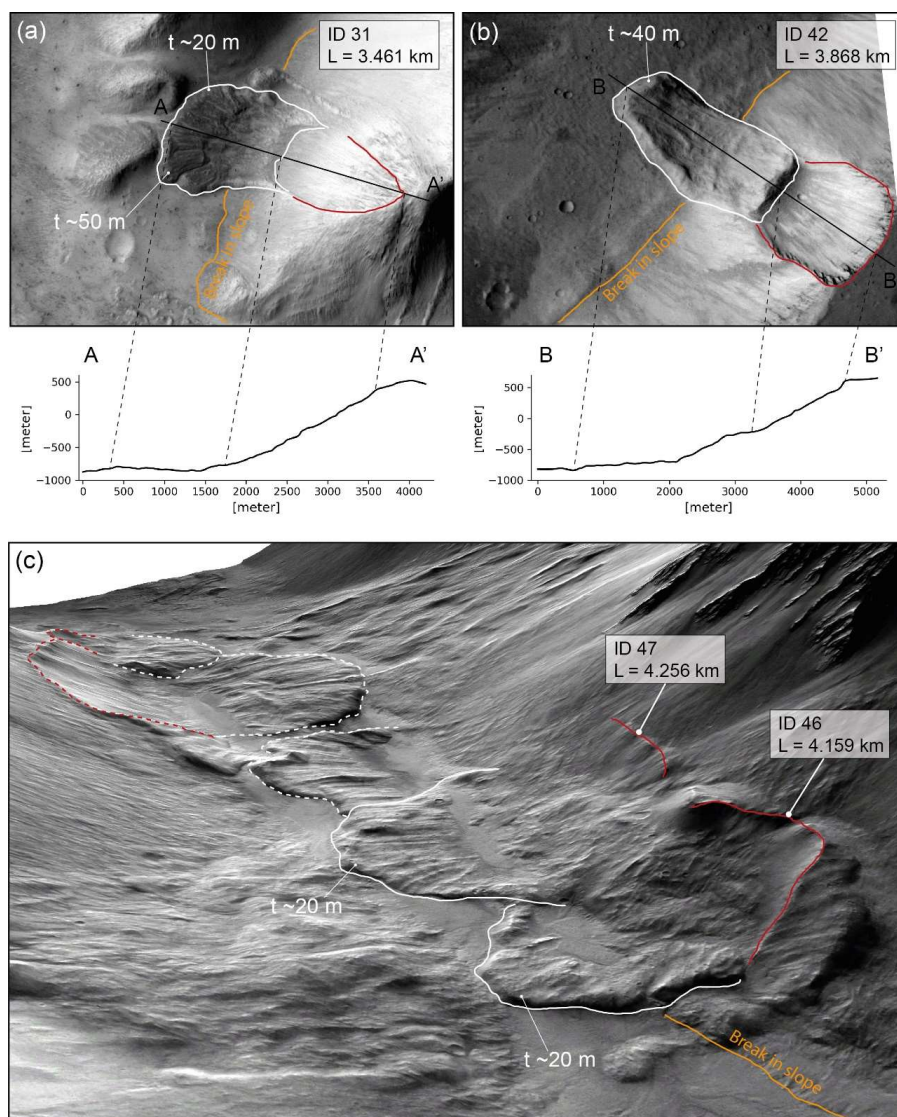 (a)
t ~20 m
ID 31
L = 3.461 km
A
A'
t ~50 m
Break in slope
(b)
t ~40 m
ID 42
L = 3.868 km
B
B
Break in slope
A
A'
500
0
−500
−1000
[meter]
0
500
1000
1500
2000
2500
3000
3500
4000
[meter]
B
B'
500
0
−500
−1000
[meter]
0
1000
2000
3000
4000
5000
[meter]
(c)
ID 47
L = 4.256 km
ID 46
L = 4.159 km
t ~20 m
t ~20 m
Break in slope